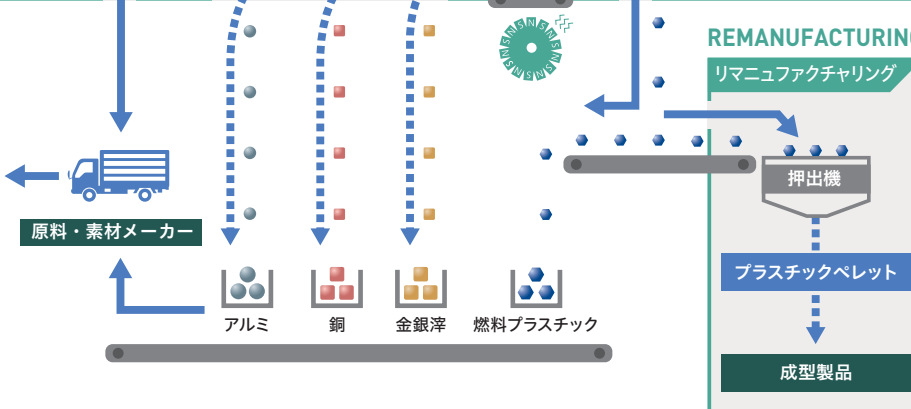 REMANUFACTURING
リマニュファクチャリング
押出機
原料・素材メーカー
プラスチックペレット
アルミ
銅
金銀滓
燃料プラスチック
成型製品